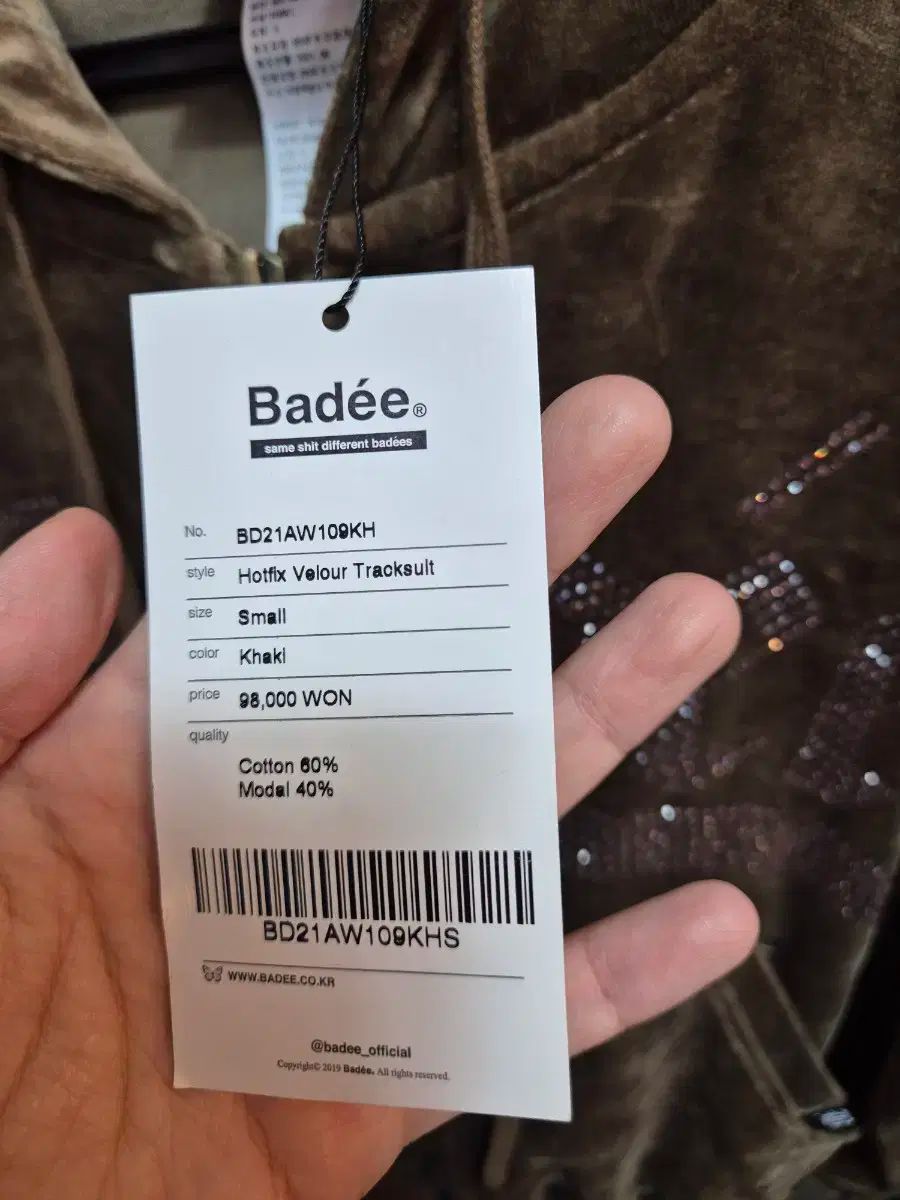 Badée®
same shit different badées
No. BD21AW109KH
style Hotfix Velour Tracksuit
size Small
color Khaki
price 98,000 WON
quality
Cotton 60%
Modal 40%
BD21AW109KHS
WWW.BADEE.CO.KR
@badee_official
Copyright© 2019 Badée. All rights reserved.